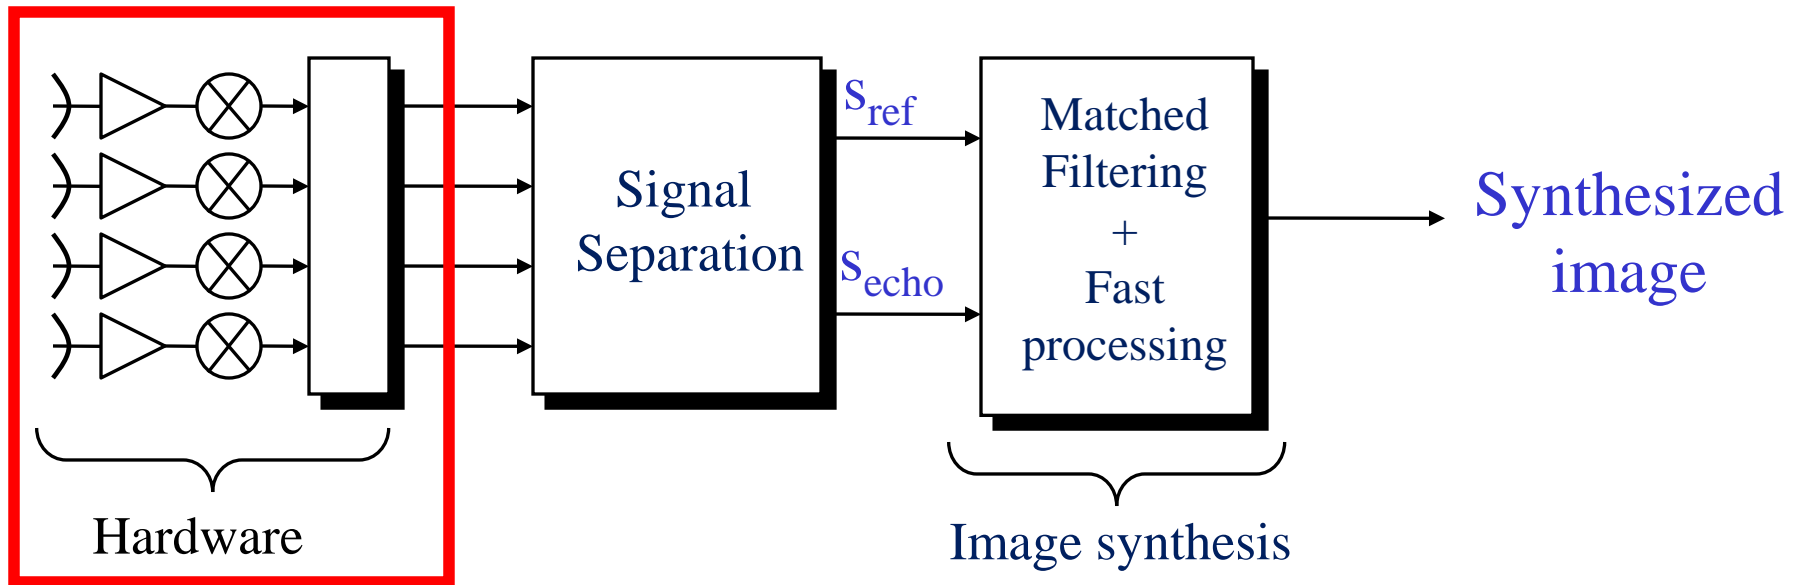 Hardware
Signal
Separation
sref
secho
Matched
Filtering
+
Fast
processing
Image synthesis
Synthesized
image